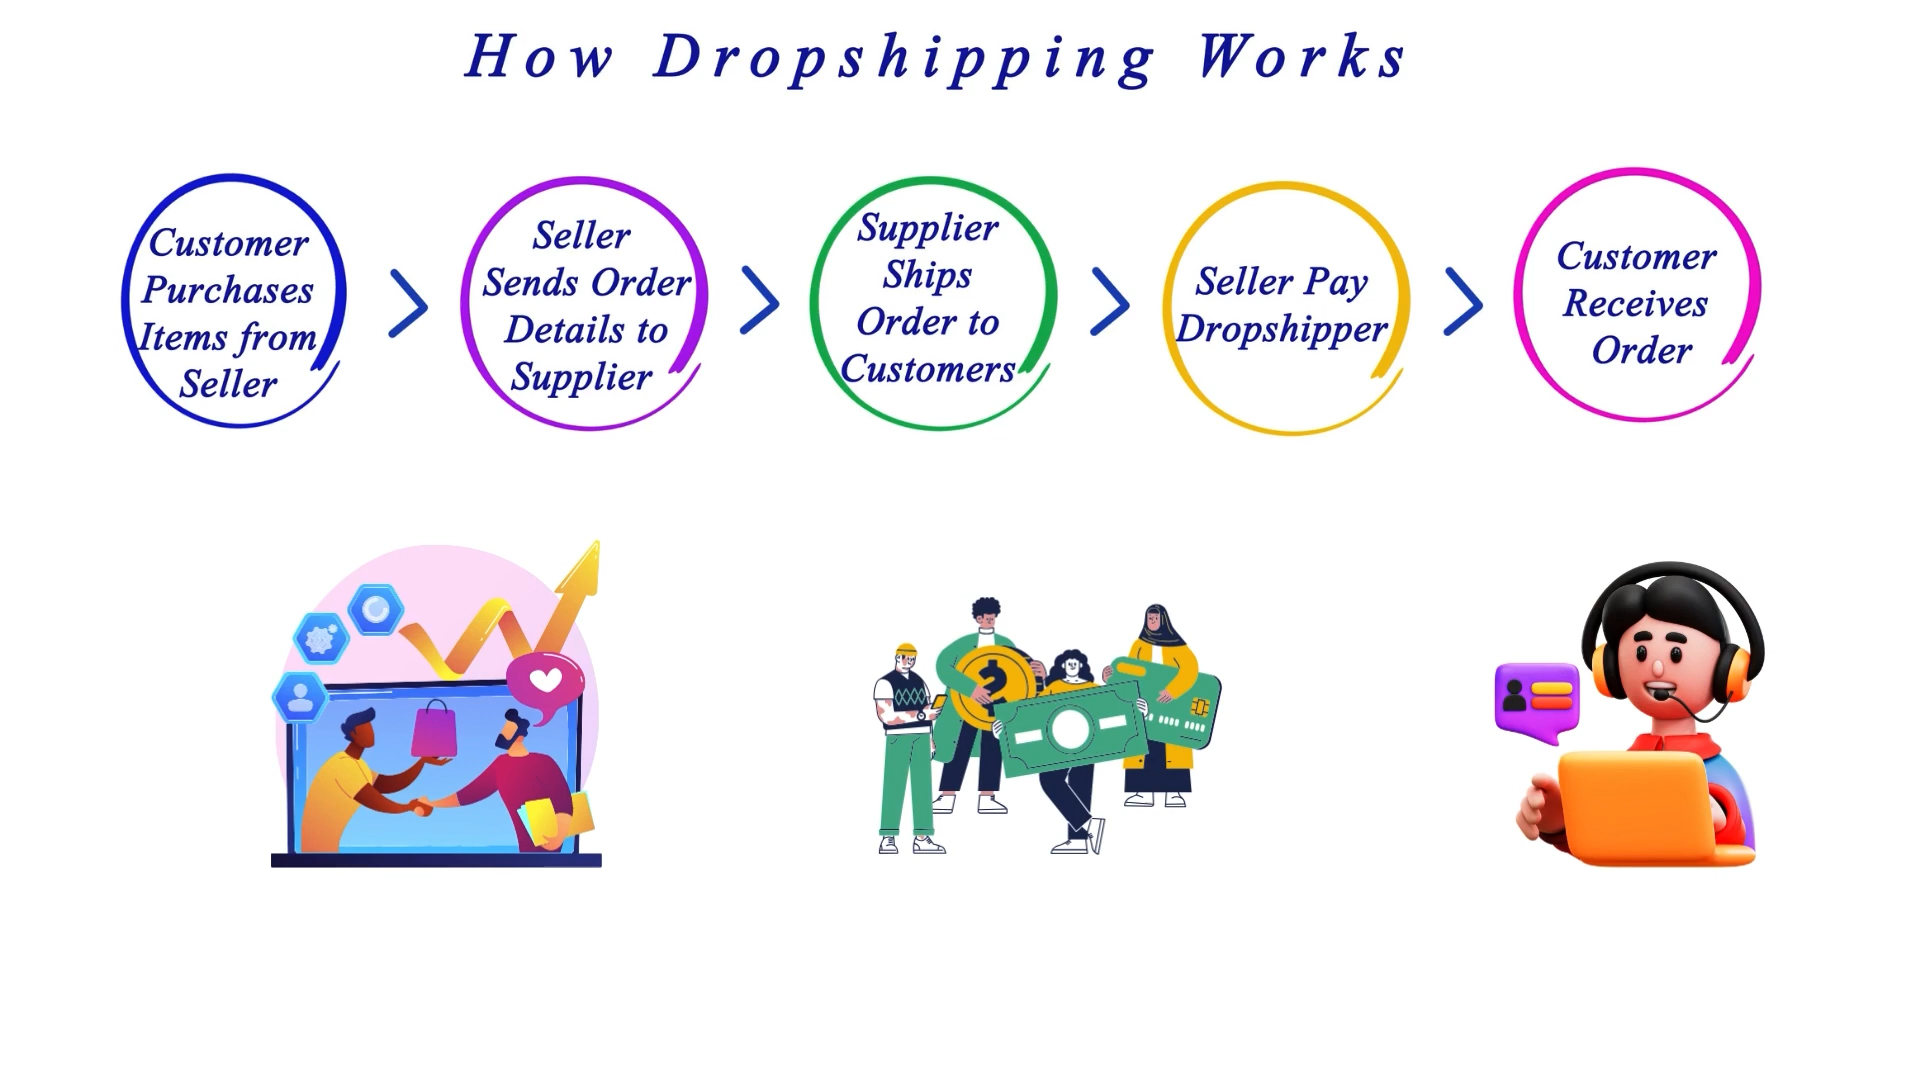 How Dropshipping Works
Customer
Purchases
Items from
Seller
Seller
Sends Order
Details to
Supplier
Supplier
Ships
Order to
Customers
Seller Pay
Dropshipper
Customer
Receives
Order